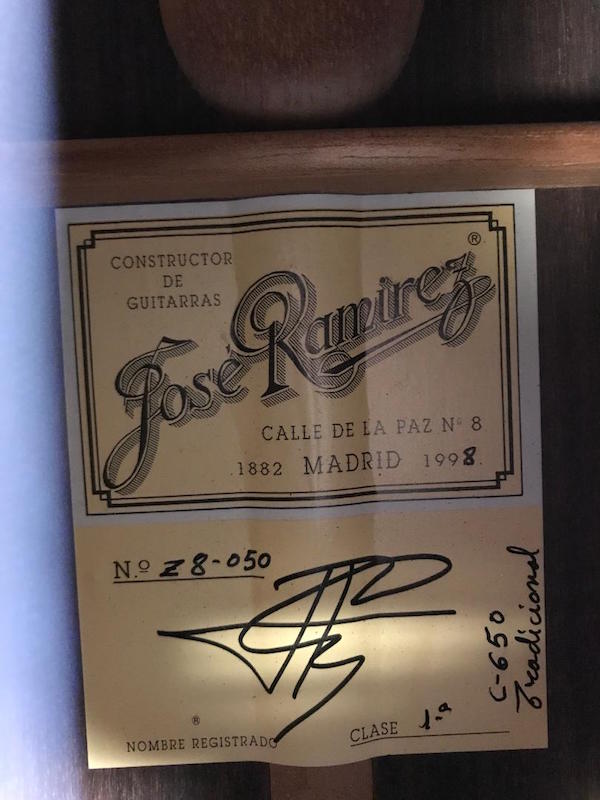 CONSTRUCTOR
DE
GUITARRAS
®
José Ramirez
CALLE DE LA PAZ Nº 8
1882 MADRID 1998.
N.º Z8-050
C-650
Tradicional
®
NOMBRE REGISTRADO
CLASE 1-ª